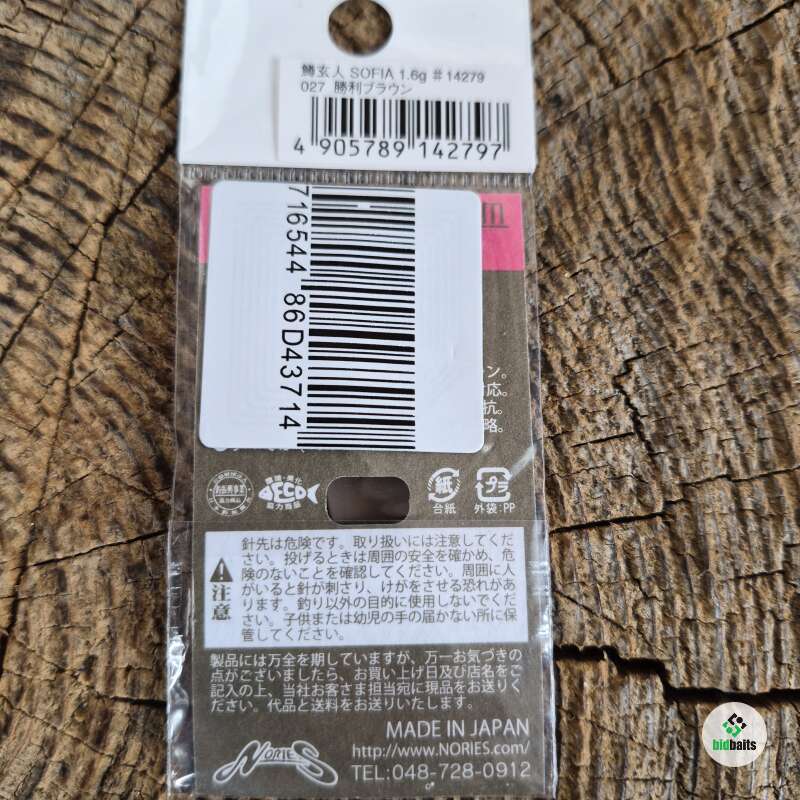 鱒玄人 SOFIA 1.6g #14279
027 勝利ブラウン
4 905789 142797
716544 86D43714
ン。
応。
抗。
略。
ECO
協力商品
紙
台紙
プラ
外袋:PP
注意
針先は危険です。取り扱いには注意してくだ
さい。投げるときは周囲の安全を確かめ、危
険のないことを確認してください。周囲に人
がいると針が刺さり、けがをさせる恐れがあ
ります。釣り以外の目的に使用しないでくだ
さい。子供または幼児の手の届かない所に保
管してください。
製品には万全を期していますが、万一お気づきの
点がございましたら、お買い上げ日及び店名をご
記入の上、当社お客さま担当宛に現品をお送りく
ださい。代品と送料をお送りいたします。
MADE IN JAPAN
NORIES
http://www.NORIES.com/
TEL:048-728-0912
bidbaits